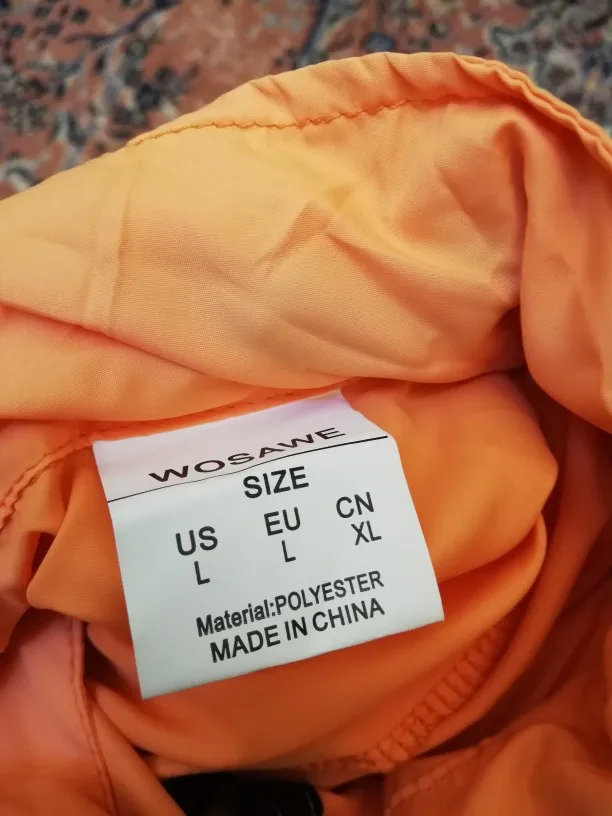 WOSAWE
SIZE
US EU CN
L L XL
Material:POLYESTER
MADE IN CHINA